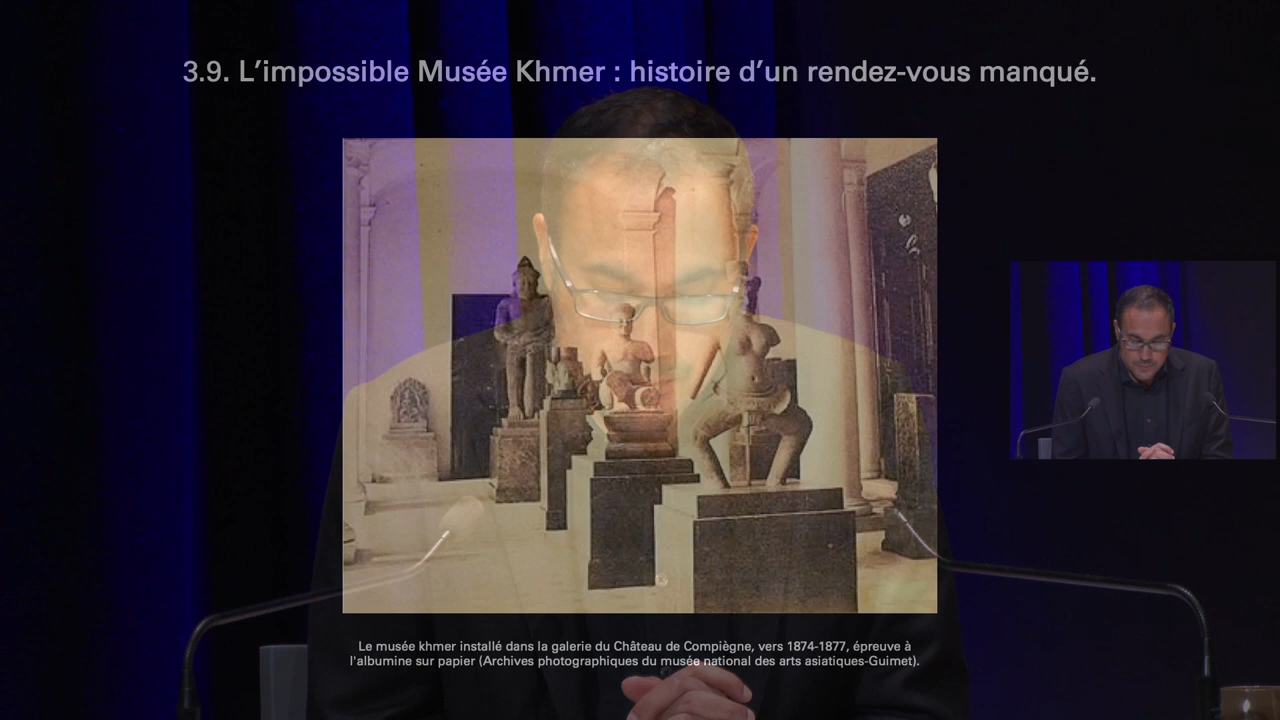 3.9. L’impossible Musée Khmer : histoire d’un rendez-vous manqué.
Le musée khmer installé dans la galerie du Château de Compiègne, vers 1874-1877, épreuve à
l'albumine sur papier (Archives photographiques du musée national des arts asiatiques-Guimet).